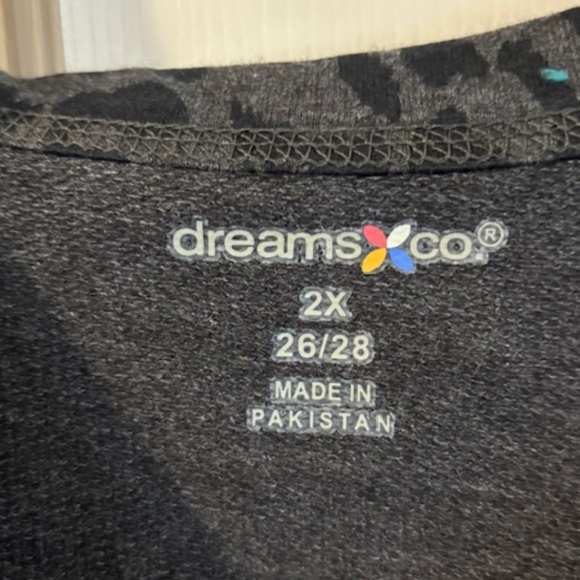 dreams co.®
2X
26/28
MADE IN
PAKISTAN